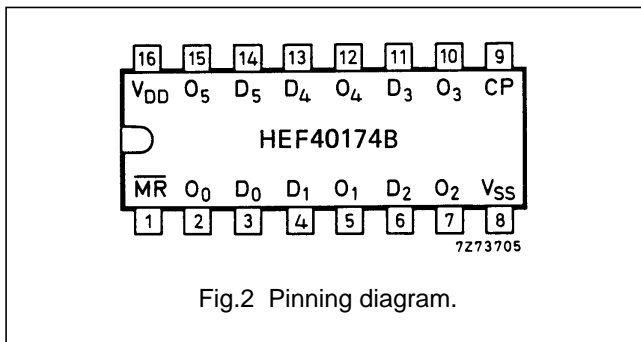 16 15 14 13 12 11 10 9
VDD O5 D5 D4 O4 D3 O3 CP
HEF40174B
M̅R̅ O0 D0 D1 O1 D2 O2 VSS
1 2 3 4 5 6 7 8
7Z73705
Fig.2 Pinning diagram.